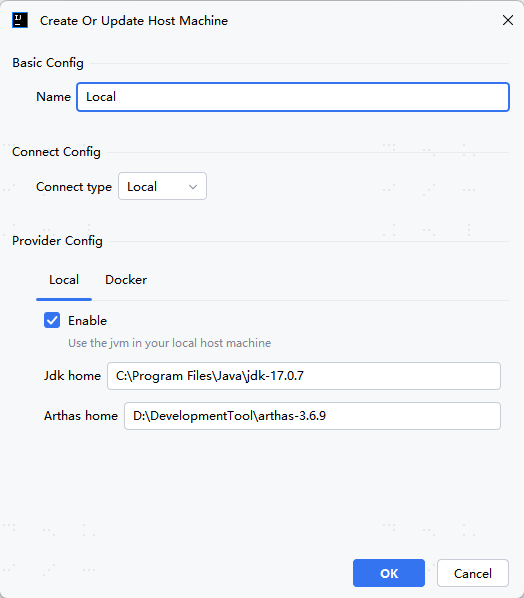 Create Or Update Host Machine
Basic Config
Name Local
Connect Config
Connect type Local
Provider Config
Local Docker
Enable
Use the jvm in your local host machine
Jdk home C:\Program Files\Java\jdk-17.0.7
Arthas home D:\DevelopmentTool\arthas-3.6.9
OK Cancel